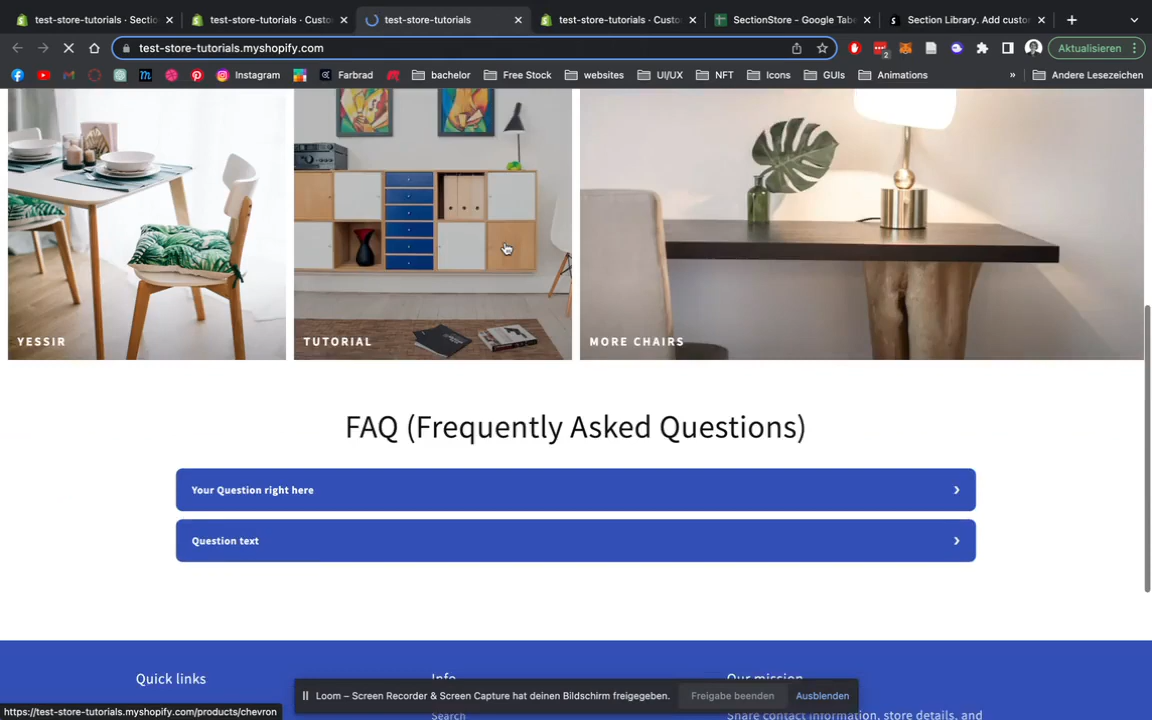 test-store-tutorials · Sectio
test-store-tutorials · Custo
test-store-tutorials
test-store-tutorials · Custo
SectionStore - Google Tabe
Section Library. Add custo
test-store-tutorials.myshopify.com
2
Aktualisieren
Instagram
Farbrad
bachelor
Free Stock
websites
UI/UX
NFT
Icons
GUIs
Animations
»
Andere Lesezeichen
YESSIR
TUTORIAL
MORE CHAIRS
FAQ (Frequently Asked Questions)
Your Question right here
Question text
Quick links
Info
Our mission
Loom – Screen Recorder & Screen Capture hat deinen Bildschirm freigegeben.
Freigabe beenden
Ausblenden
https://test-store-tutorials.myshopify.com/products/chevron
Search
Share contact information, store details, and